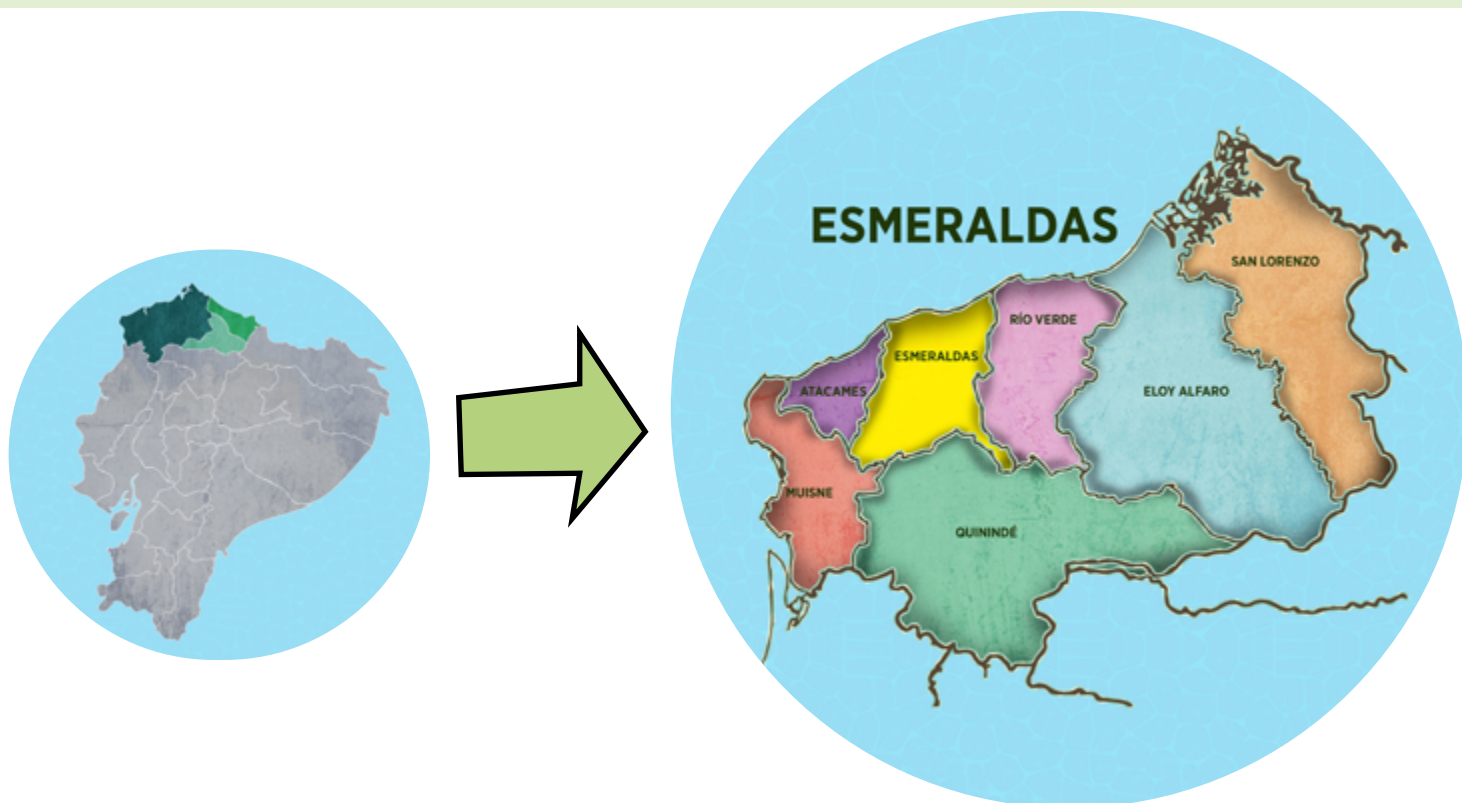 ESMERALDAS
SAN LORENZO
RÍO VERDE
ESMERALDAS
ATACAMES
ELOY ALFARO
MUISNE
QUININDÉ